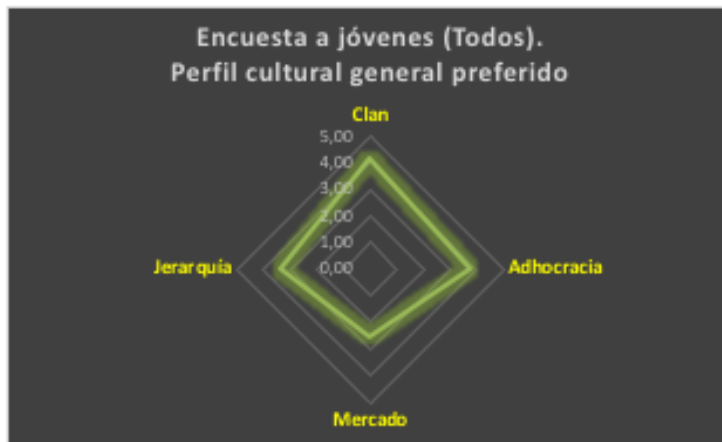 Encuesta a jóvenes (Todos).
Perfil cultural general preferido
Clan
5,00
4,00
3,00
2,00
1,00
0,00
Jerarquía
Adhocracia
Mercado